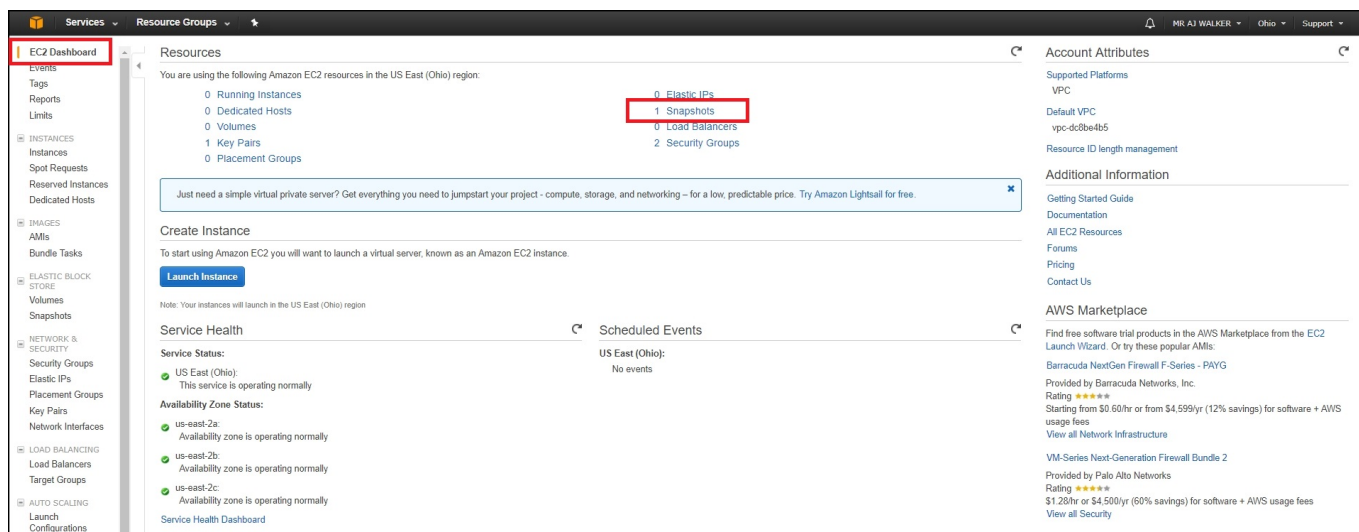 Services Resource Groups MR AJ WALKER Ohio Support
EC2 Dashboard
Events
Tags
Reports
Limits
INSTANCES
Instances
Spot Requests
Reserved Instances
Dedicated Hosts
IMAGES
AMIs
Bundle Tasks
ELASTIC BLOCK
STORE
Volumes
Snapshots
NETWORK &
SECURITY
Security Groups
Elastic IPs
Placement Groups
Key Pairs
Network Interfaces
LOAD BALANCING
Load Balancers
Target Groups
AUTO SCALING
Launch
Configurations
Resources
You are using the following Amazon EC2 resources in the US East (Ohio) region:
0 Running Instances
0 Dedicated Hosts
0 Volumes
1 Key Pairs
0 Placement Groups
0 Elastic IPs
1 Snapshots
0 Load Balancers
2 Security Groups
Just need a simple virtual private server? Get everything you need to jumpstart your project - compute, storage, and networking – for a low, predictable price. Try Amazon Lightsail for free.
Create Instance
To start using Amazon EC2 you will want to launch a virtual server, known as an Amazon EC2 instance.
Launch Instance
Note: Your instances will launch in the US East (Ohio) region
Service Health
Service Status:
US East (Ohio):
This service is operating normally
Availability Zone Status:
us-east-2a:
Availability zone is operating normally
us-east-2b:
Availability zone is operating normally
us-east-2c:
Availability zone is operating normally
Service Health Dashboard
Scheduled Events
US East (Ohio):
No events
Account Attributes
Supported Platforms
VPC
Default VPC
vpc-dc8be4b5
Resource ID length management
Additional Information
Getting Started Guide
Documentation
All EC2 Resources
Forums
Pricing
Contact Us
AWS Marketplace
Find free software trial products in the AWS Marketplace from the EC2
Launch Wizard. Or try these popular AMIs:
Barracuda NextGen Firewall F-Series - PAYG
Provided by Barracuda Networks, Inc.
Rating
Starting from $0.60/hr or from $4,599/yr (12% savings) for software + AWS
usage fees
View all Network Infrastructure
VM-Series Next-Generation Firewall Bundle 2
Provided by Palo Alto Networks
Rating
$1.28/hr or $4,500/yr (60% savings) for software + AWS usage fees
View all Security